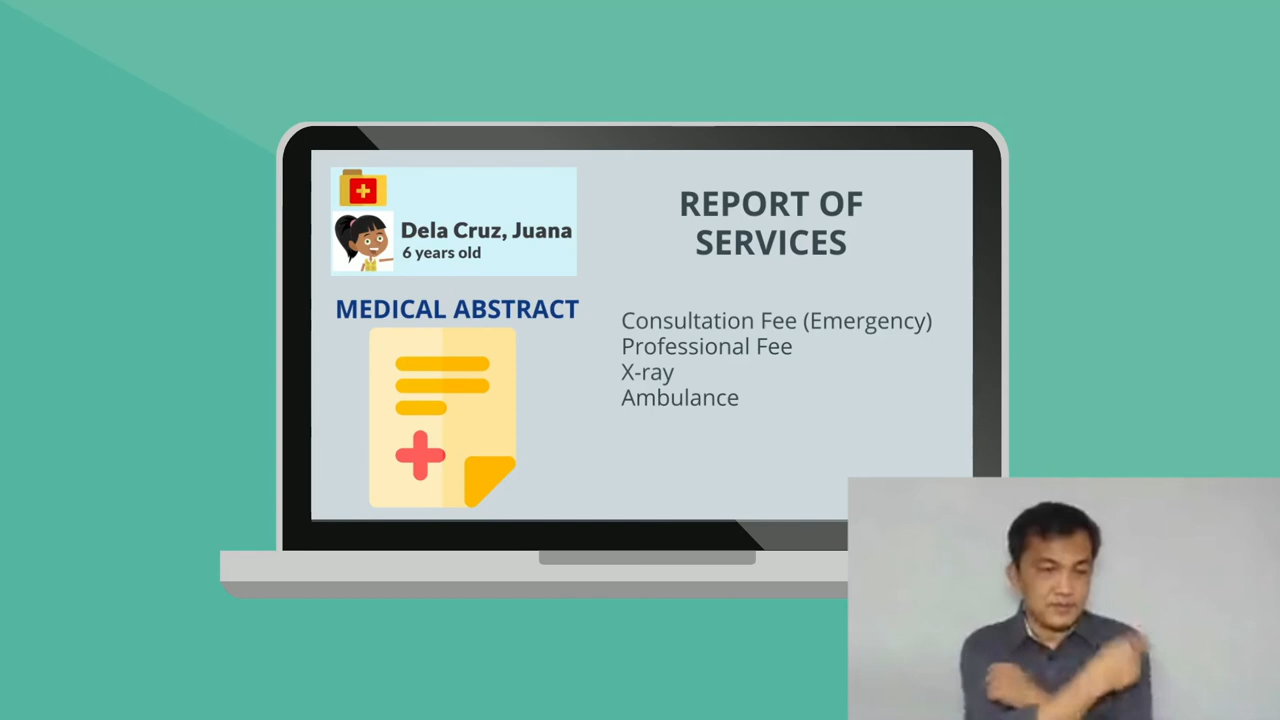 Dela Cruz, Juana
6 years old
MEDICAL ABSTRACT
REPORT OF
SERVICES
Consultation Fee (Emergency)
Professional Fee
X-ray
Ambulance